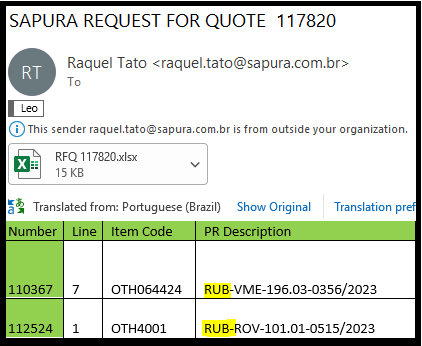 SAPURA REQUEST FOR QUOTE 117820
RT
Raquel Tato <raquel.tato@sapura.com.br>
To
Leo
This sender raquel.tato@sapura.com.br is from outside your organization.
RFQ 117820.xlsx
15 KB
Translated from: Portuguese (Brazil) Show Original Translation pref
Number Line Item Code PR Description
110367 7 OTH064424 RUB-VME-196.03-0356/2023
112524 1 OTH4001 RUB-ROV-101.01-0515/2023